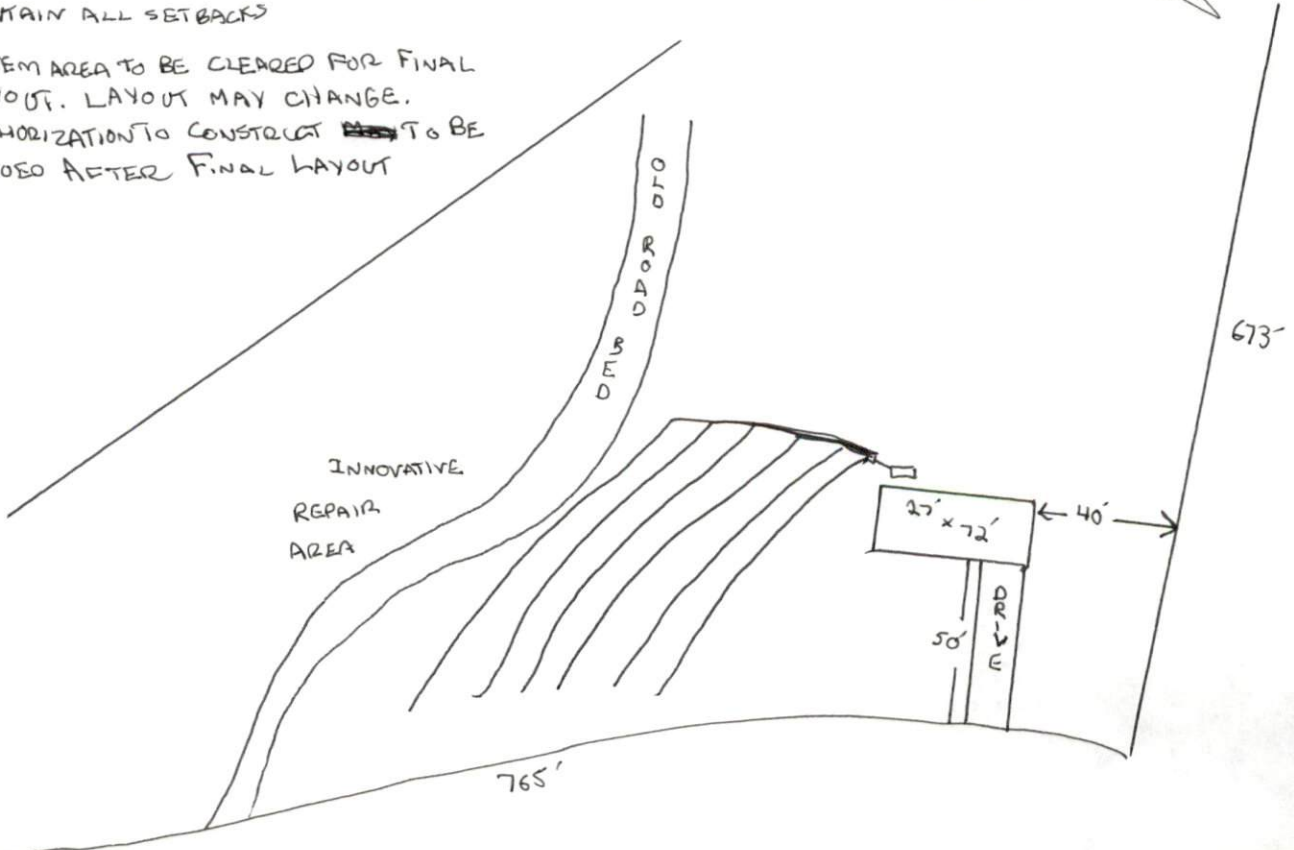 TAIN ALL SETBACKS
EM AREA TO BE CLEARED FOR FINAL
OUT. LAYOUT MAY CHANGE.
HORIZATION TO CONSTRUCT TO BE
AFTER FINAL LAYOUT
OLD ROAD BED
673'
INNOVATIVE
REPAIR
AREA
27' x 72'
40'
50'
DRIVE
765'